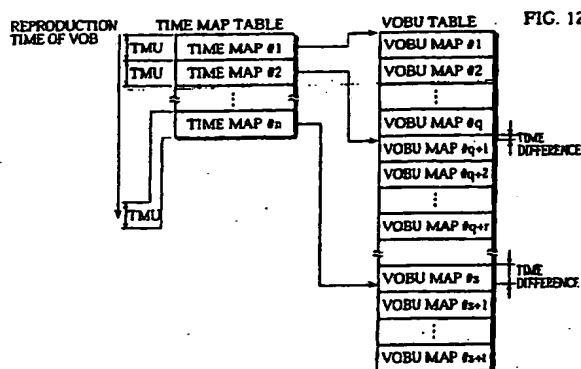 REPRODUCTION
TIME OF VOB
TIME MAP TABLE
VOBU TABLE
FIG. 12
TMU
TIME MAP #1
TMU
TIME MAP #2
⋮
TIME MAP #n
TMU
VOBU MAP #1
VOBU MAP #2
⋮
VOBU MAP #q
VOBU MAP #q+1
VOBU MAP #q+2
⋮
VOBU MAP #q+r
VOBU MAP #s
VOBU MAP #s+1
⋮
VOBU MAP #s+t
TIME
DIFFERENCE
TIME
DIFFERENCE